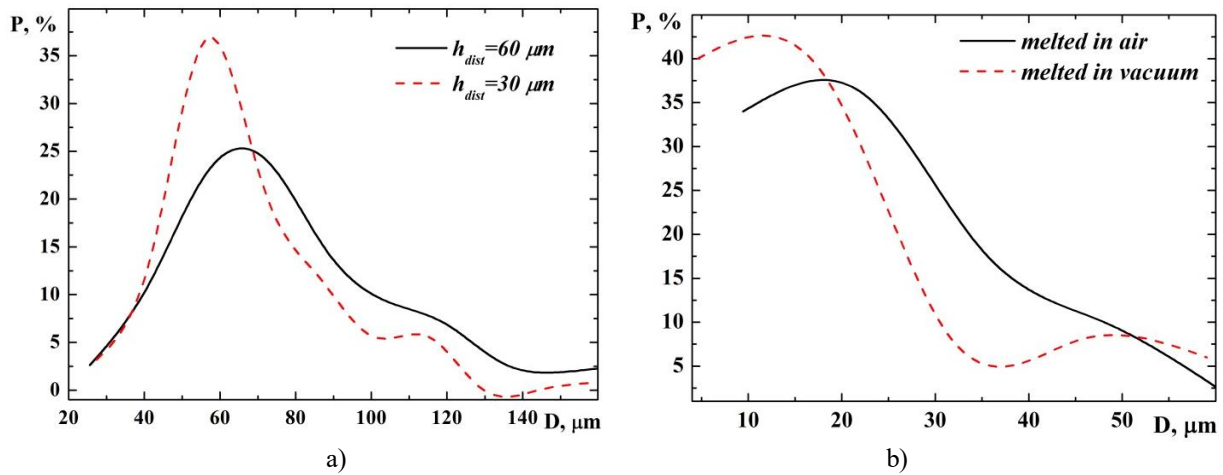 P, %
35
30
25
20
15
10
5
0
20 40 60 80 100 120 140 D, μm
h_dist=60 μm
h_dist=30 μm
a)
P, %
40
35
30
25
20
15
10
5
10 20 30 40 50 D, μm
melted in air
melted in vacuum
b)